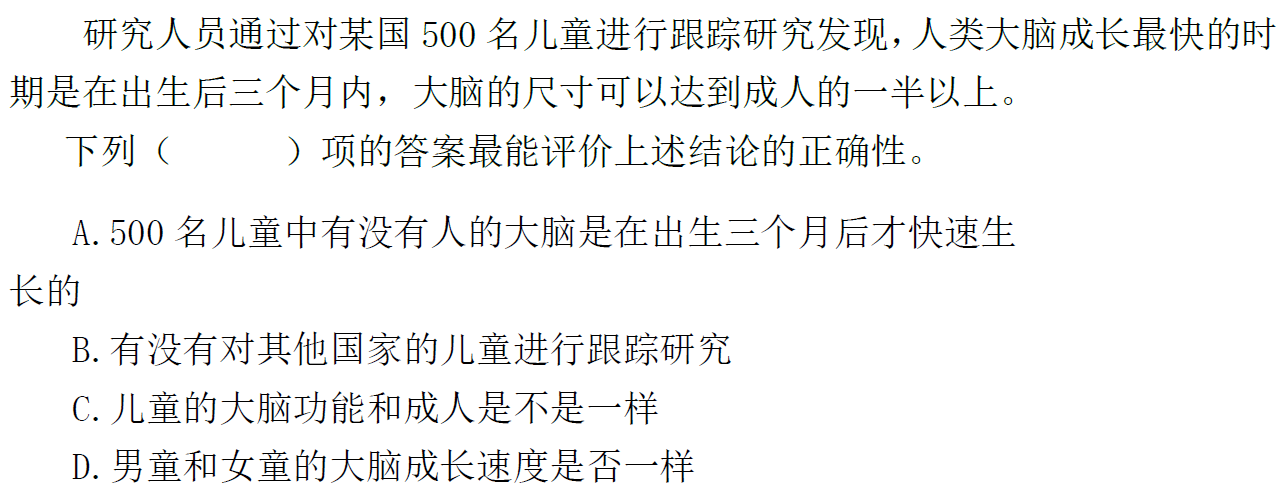 研究人员通过对某国 500 名儿童进行跟踪研究发现，人类大脑成长最快的时
期是在出生后三个月内，大脑的尺寸可以达到成人的一半以上。
下列（　　　）项的答案最能评价上述结论的正确性。
A.500 名儿童中有没有人的大脑是在出生三个月后才快速生
长的
B.有没有对其他国家的儿童进行跟踪研究
C.儿童的大脑功能和成人是不是一样
D.男童和女童的大脑成长速度是否一样